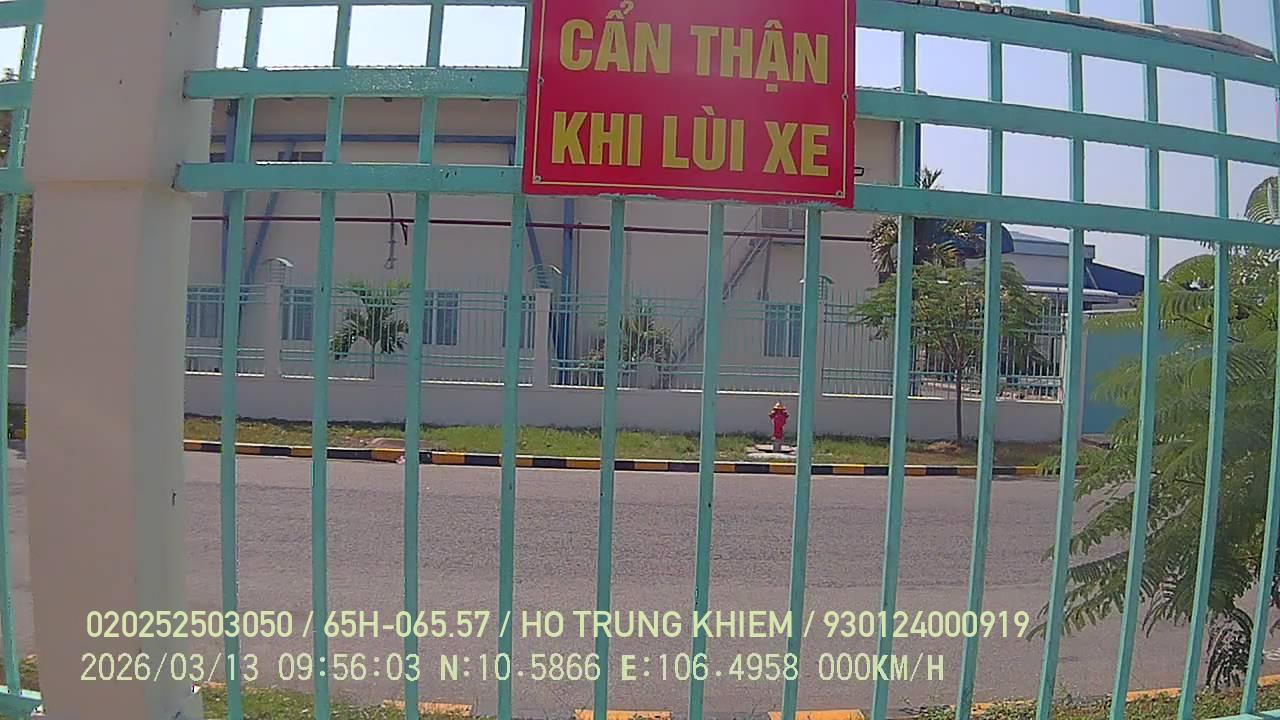 CẨN THẬN
KHI LÙI XE
020252503050 / 65H-065.57 / HO TRUNG KHIEM / 930124000919
2026/03/13 09:56:03 N:10.5866 E:106.4958 000KM/H